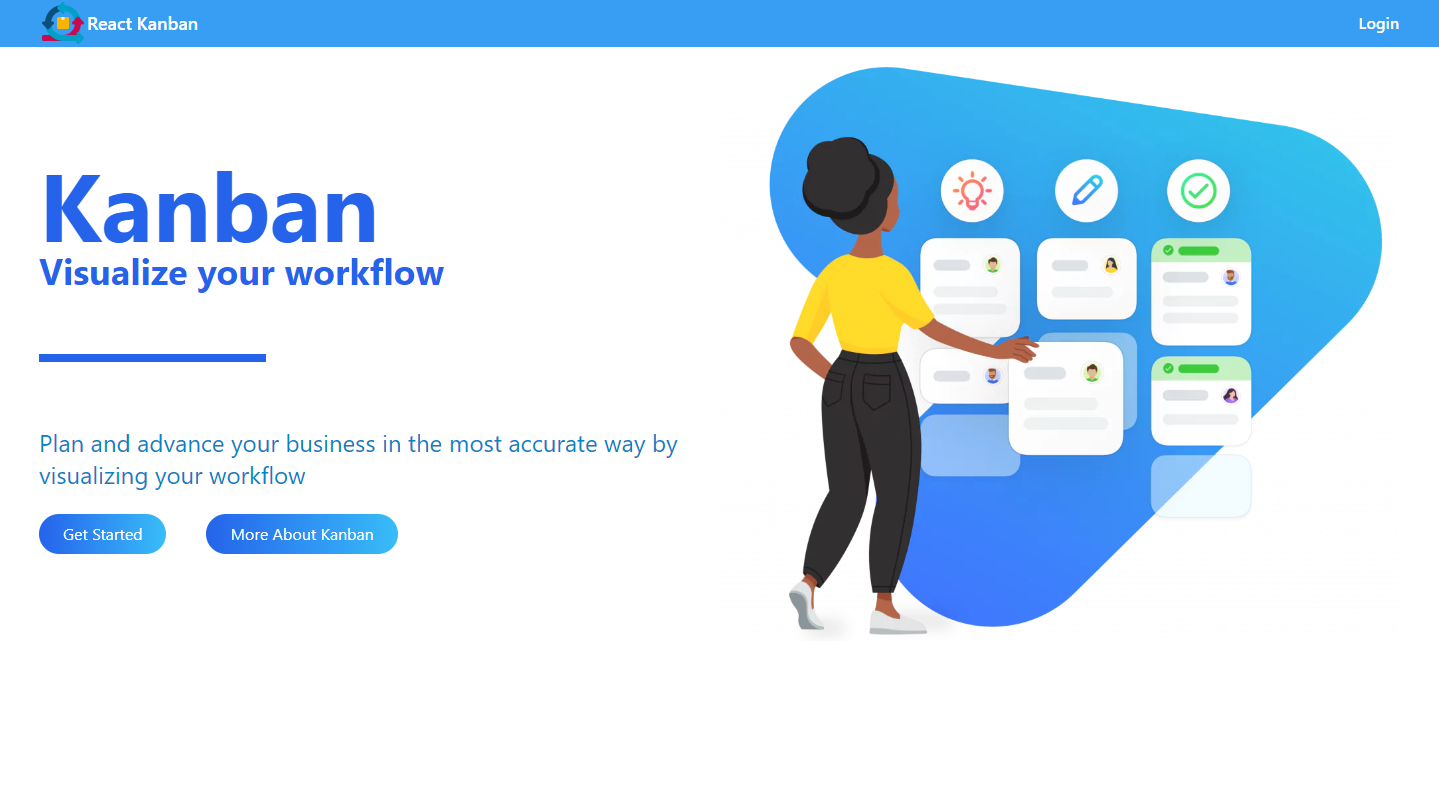 React Kanban
Login
Kanban
Visualize your workflow
Plan and advance your business in the most accurate way by
visualizing your workflow
Get Started
More About Kanban